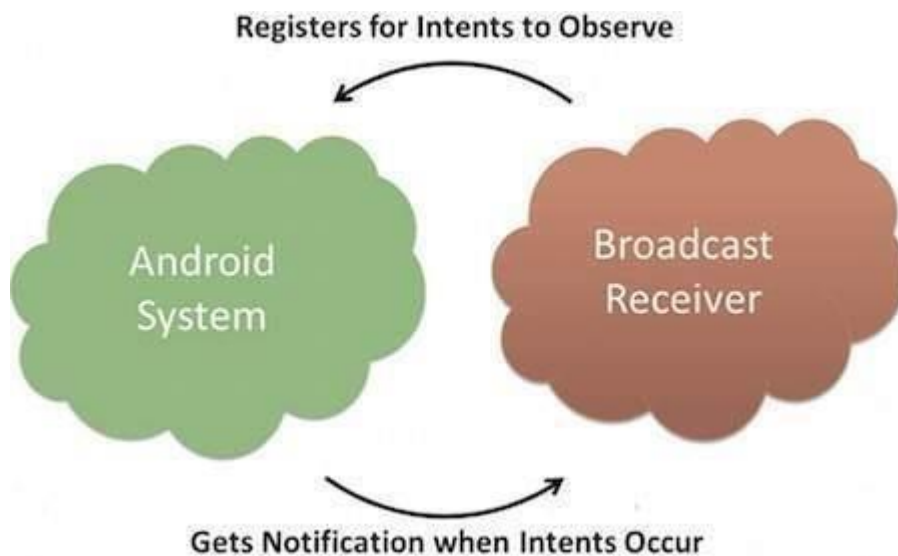 Registers for Intents to Observe
Android
System
Broadcast
Receiver
Gets Notification when Intents Occur